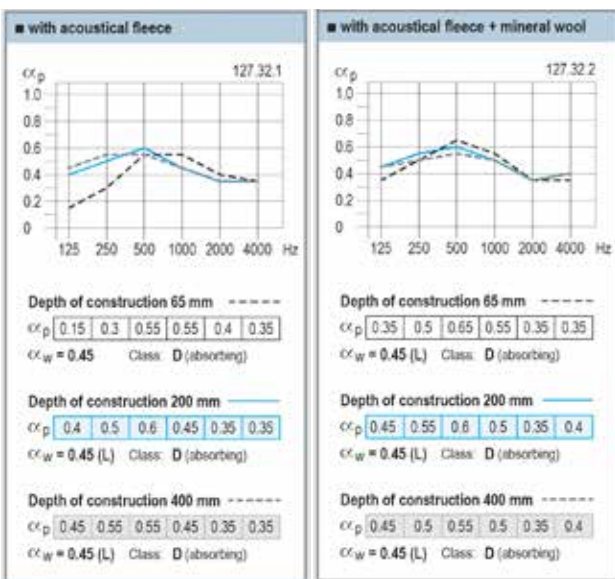 ■ with acoustical fleece
αp 127.32.1
1.0
0.8
0.6
0.4
0.2
0
125 250 500 1000 2000 4000 Hz
Depth of construction 65 mm
αp 0.15 0.3 0.55 0.55 0.4 0.35
αw = 0.45 Class: D (absorbing)
Depth of construction 200 mm
αp 0.4 0.5 0.6 0.45 0.35 0.35
αw = 0.45 (L) Class: D (absorbing)
Depth of construction 400 mm
αp 0.45 0.55 0.55 0.45 0.35 0.35
αw = 0.45 (L) Class: D (absorbing)
■ with acoustical fleece + mineral wool
αp 127.32.2
1.0
0.8
0.6
0.4
0.2
0
125 250 500 1000 2000 4000 Hz
Depth of construction 65 mm
αp 0.35 0.5 0.65 0.55 0.35 0.35
αw = 0.45 (L) Class: D (absorbing)
Depth of construction 200 mm
αp 0.45 0.55 0.6 0.5 0.35 0.4
αw = 0.45 (L) Class: D (absorbing)
Depth of construction 400 mm
αp 0.45 0.5 0.55 0.5 0.35 0.4
αw = 0.45 (L) Class: D (absorbing)